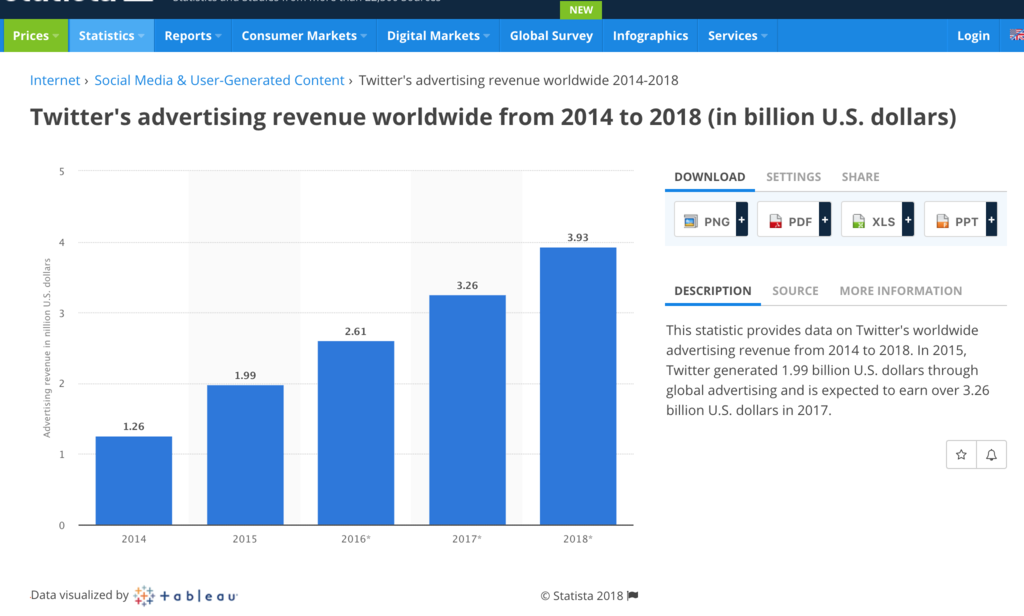 NEW
Prices Statistics Reports Consumer Markets Digital Markets Global Survey Infographics Services Login
Internet › Social Media & User-Generated Content › Twitter's advertising revenue worldwide 2014-2018
Twitter's advertising revenue worldwide from 2014 to 2018 (in billion U.S. dollars)
Advertising revenue in nillion U.S. dollars
5
4
3
2
1
0
1.26
1.99
2.61
3.26
3.93
2014 2015 2016* 2017* 2018*
Data visualized by +ableau
© Statista 2018
DOWNLOAD SETTINGS SHARE
PNG + PDF + XLS + PPT +
DESCRIPTION SOURCE MORE INFORMATION
This statistic provides data on Twitter's worldwide
advertising revenue from 2014 to 2018. In 2015,
Twitter generated 1.99 billion U.S. dollars through
global advertising and is expected to earn over 3.26
billion U.S. dollars in 2017.